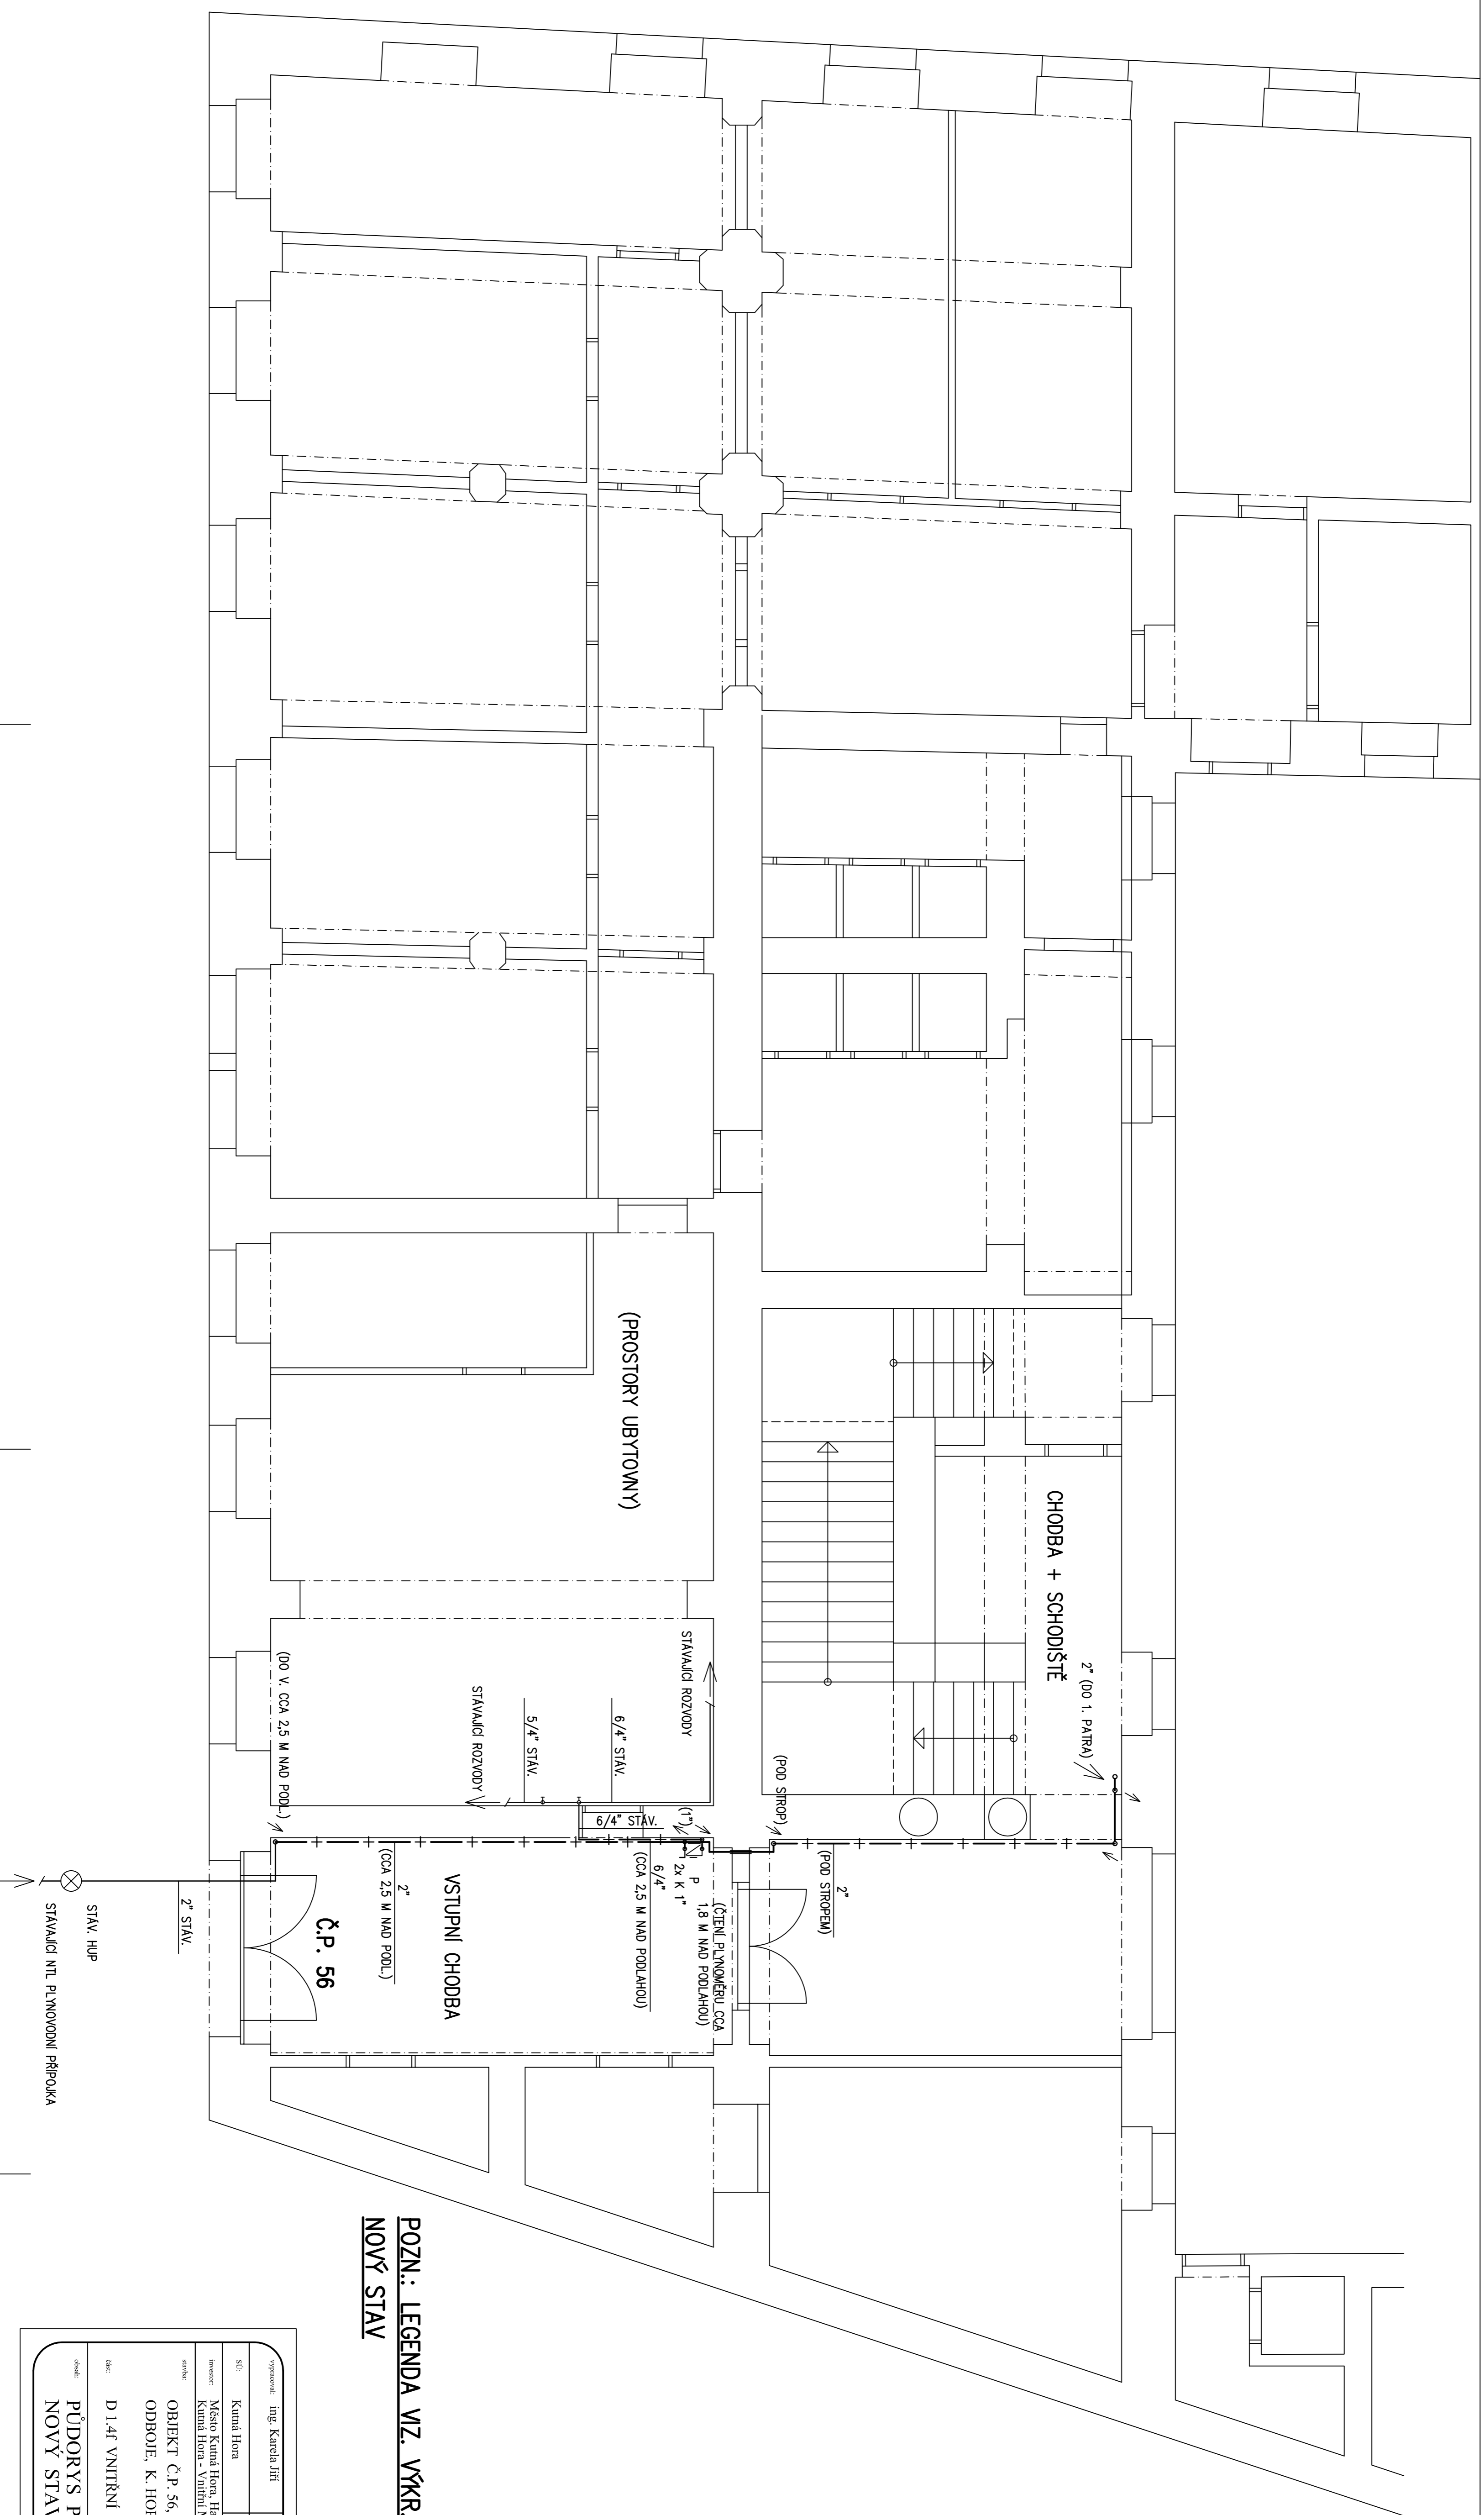 (PROSTORY UBYTOVNY)
CHODBA + SCHODIŠTĚ
2" (DO 1. PATRA)
STÁVAJÍCÍ ROZVODY
6/4" STÁV.
5/4" STÁV.
STÁVAJÍCÍ ROZVODY
(DO V. CCA 2,5 M NAD PODL.)
(POD STROP)
(1")
6/4" STÁV.
2"
(POD STROPEM)
(ČTENÍ PLYNOMĚRU CCA
1,8 M NAD PODLAHOU)
P
2x K 1"
6/4"
(CCA 2,5 M NAD PODLAHOU)
VSTUPNÍ CHODBA
2"
(CCA 2,5 M NAD PODL.)
Č.P. 56
2" STÁV.
STÁV. HUP
STÁVAJÍCÍ NTL PLYNOVODNÍ PŘÍPOJKA
POZN.: LEGENDA VIZ. VÝKR.
NOVÝ STAV
vypracoval: ing. Karela Jiří
SÚ: Kutná Hora
investor: Město Kutná Hora, Ha
Kutná Hora - Vnitřní M
stavba: OBJEKT Č.P. 56,
ODBOJE, K. HOR
část: D 1.4f VNITŘNÍ
obsah: PŮDORYS P
NOVÝ STAV